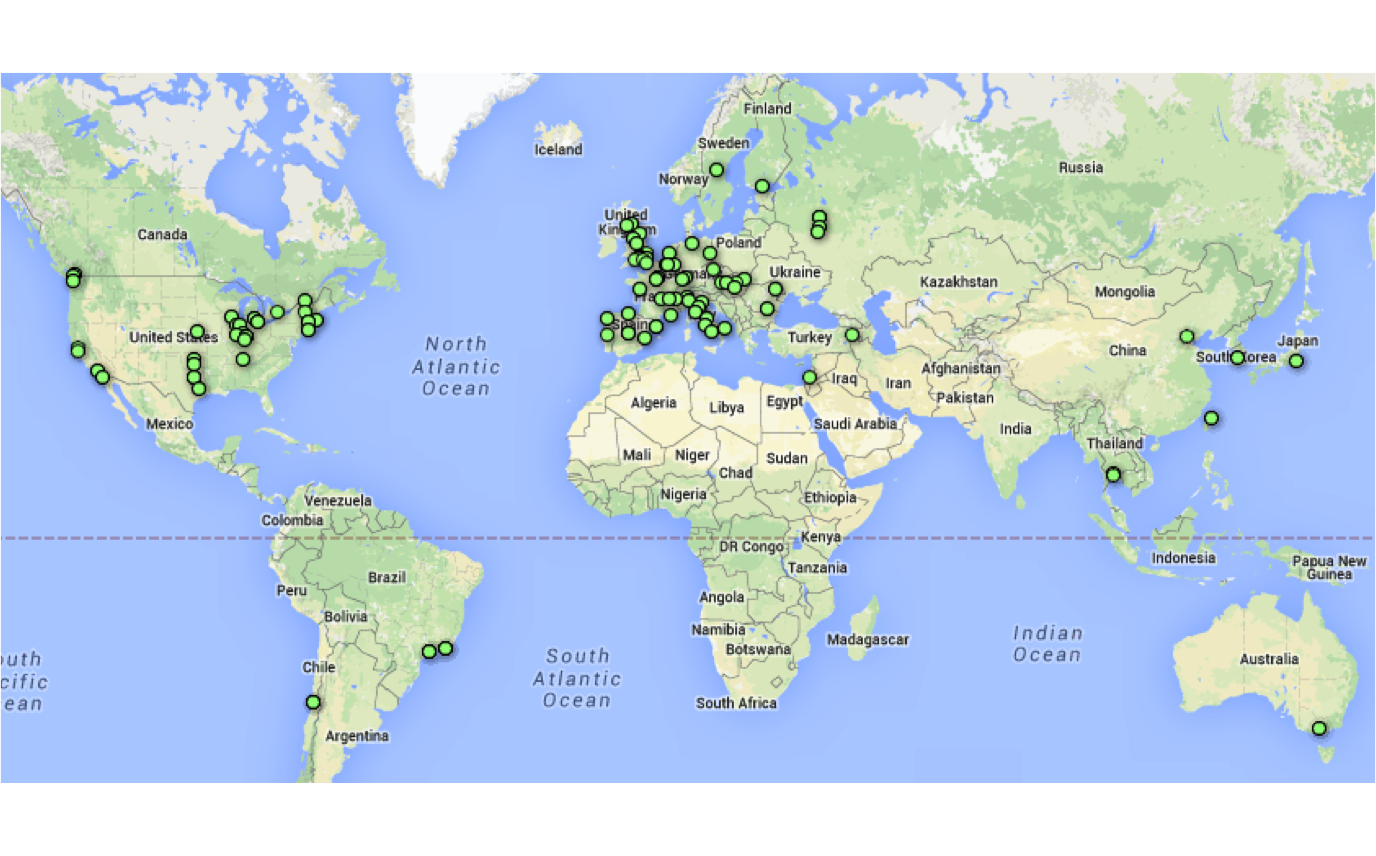 Finland
Sweden
Iceland
Russia
Norway
United
Kingdom
Canada
Poland
Ukraine
Kazakhstan
Mongolia
United States
Spain
Turkey
Japan
North
Atlantic
Ocean
China
South Korea
Afghanistan
Iraq
Iran
Algeria
Libya
Egypt
Pakistan
Mexico
Saudi Arabia
India
Thailand
Mali
Niger
Sudan
Chad
Venezuela
Nigeria
Ethiopia
Colombia
DR Congo
Kenya
Indonesia
Papua New
Guinea
Tanzania
Brazil
Peru
Angola
Bolivia
Namibia
Madagascar
Indian
Ocean
Botswana
South
Atlantic
Ocean
Chile
Australia
outh
cific
ean
South Africa
Argentina